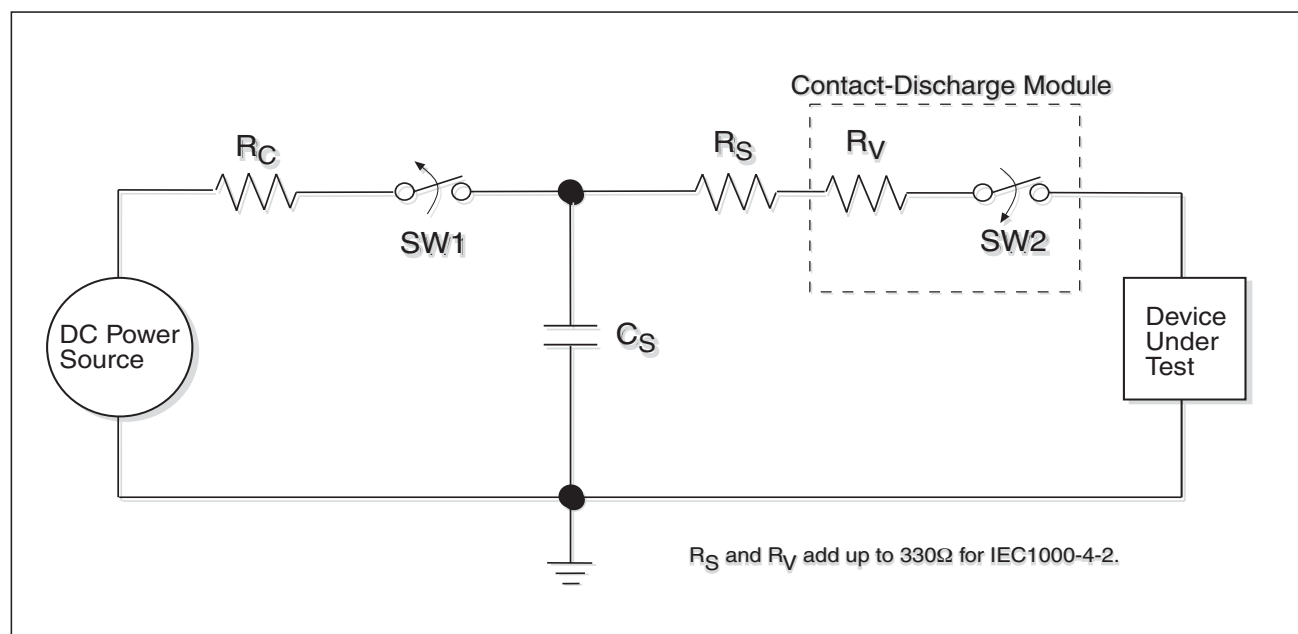 Contact-Discharge Module
RC
SW1
RS
RV
SW2
DC Power
Source
CS
Device
Under
Test
RS and RV add up to 330Ω for IEC1000-4-2.